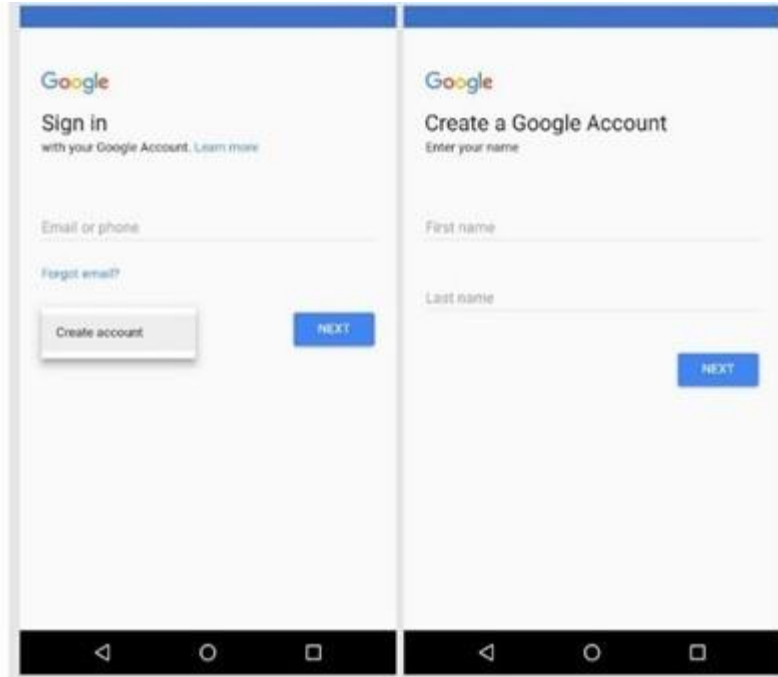 Google
Sign in
with your Google Account. Learn more
Email or phone
Forgot email?
Create account
NEXT
Google
Create a Google Account
Enter your name
First name
Last name
NEXT